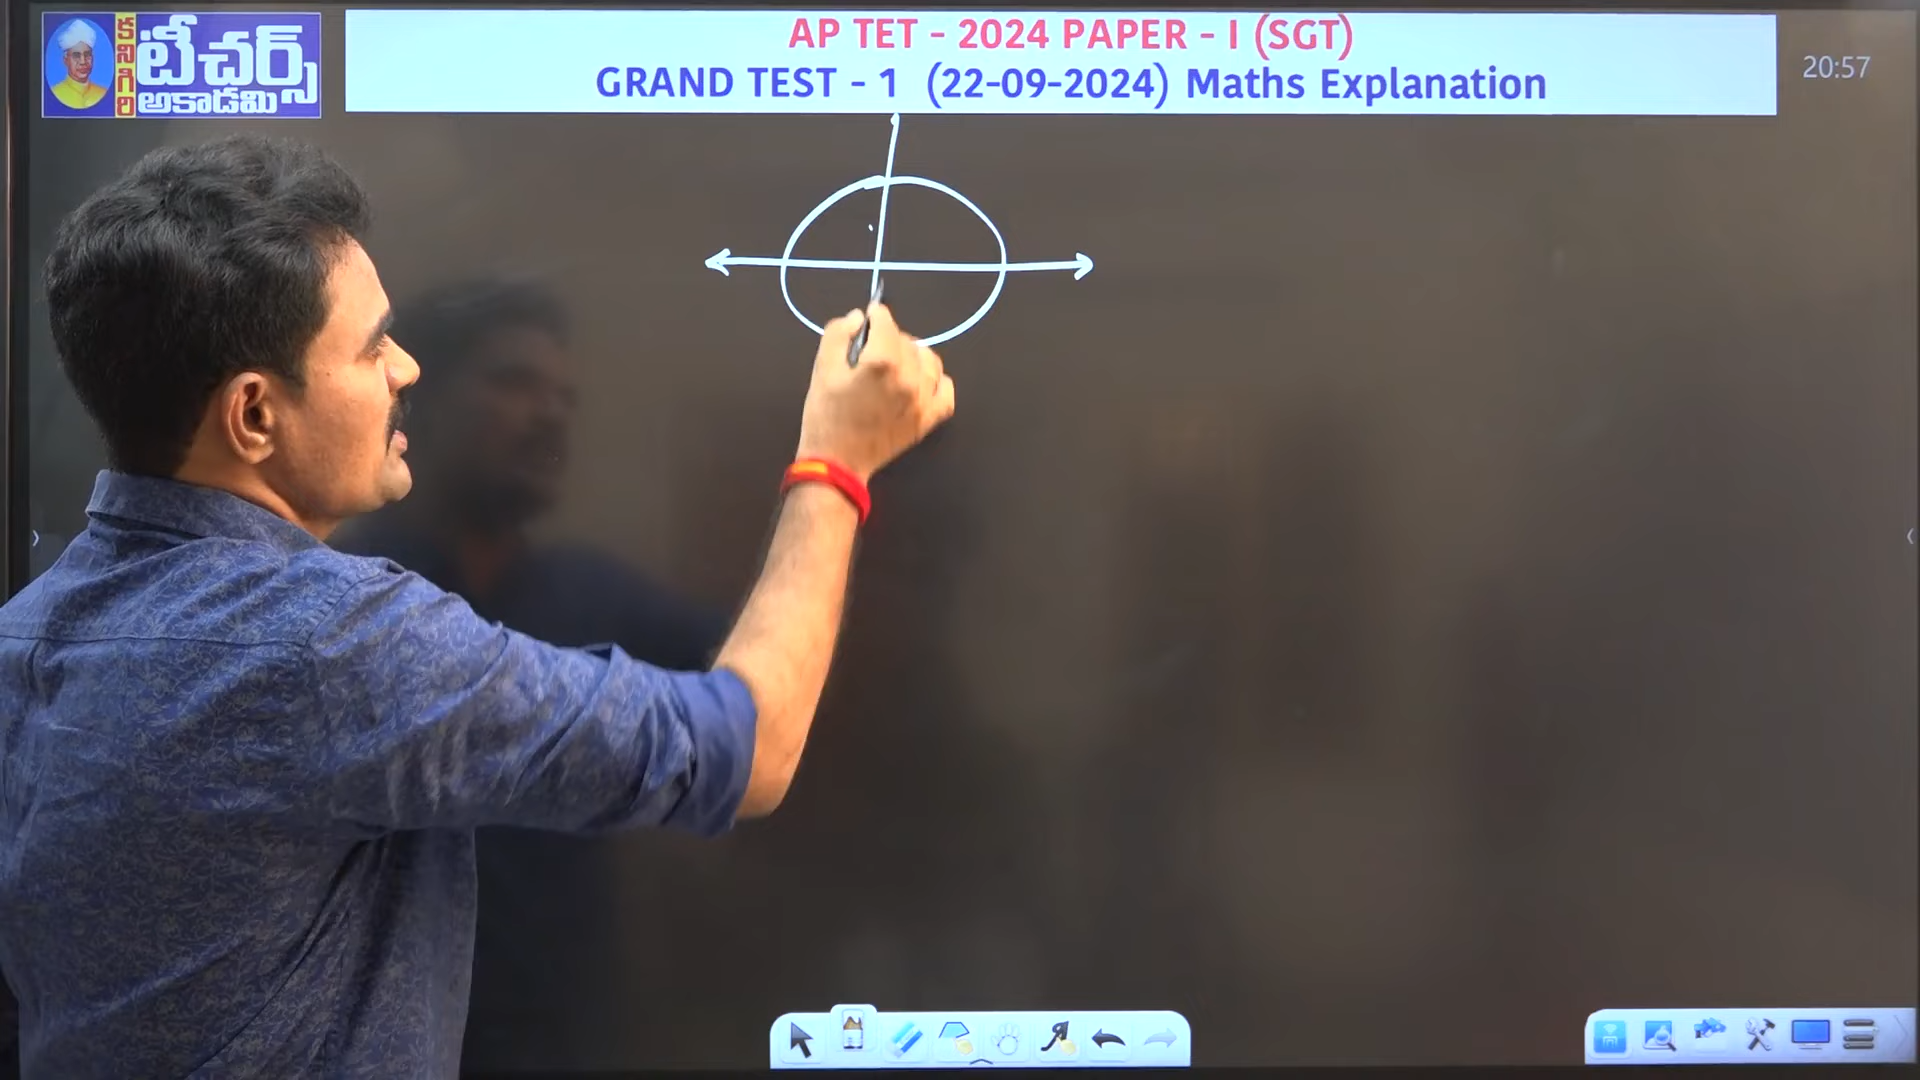 కనిగిరి
టీచర్స్
అకాడమి
AP TET - 2024 PAPER - I (SGT)
GRAND TEST - 1 (22-09-2024) Maths Explanation
20:57